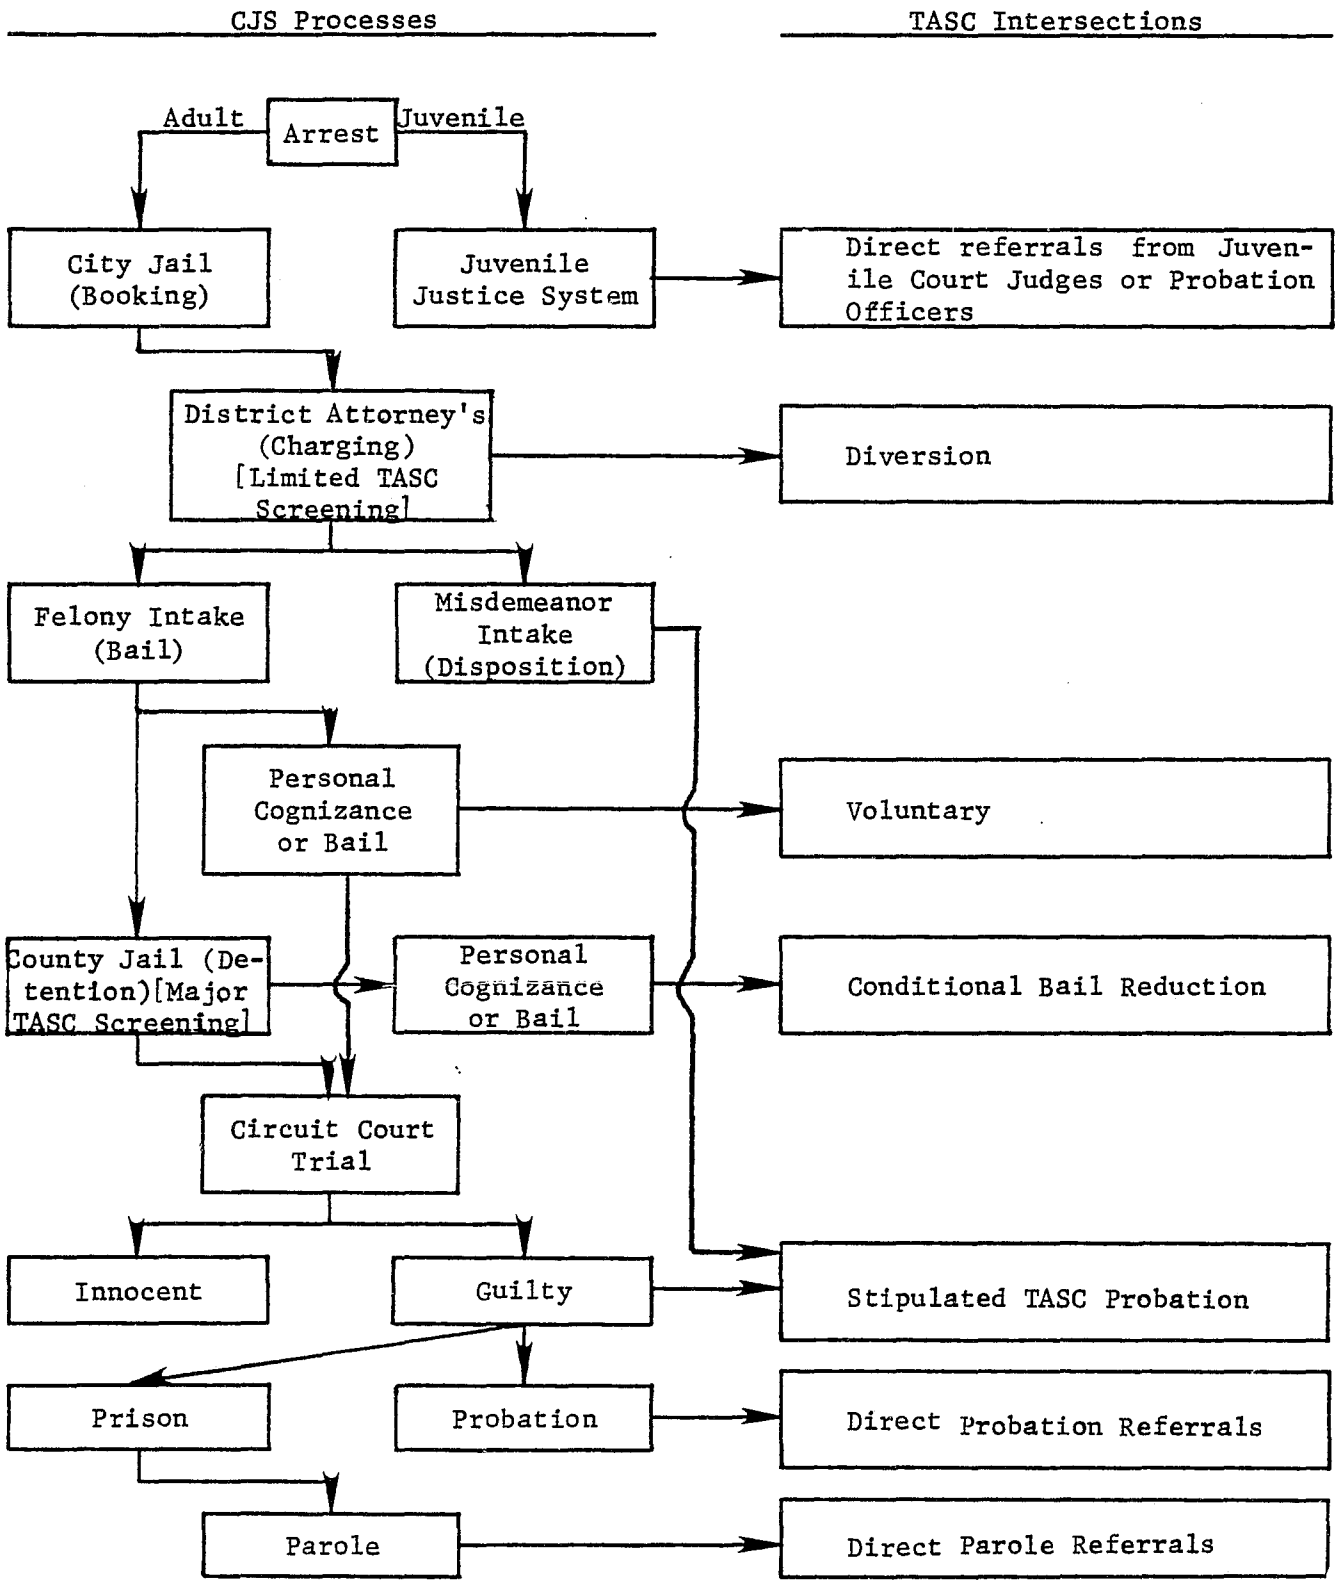 CJS Processes
TASC Intersections
Adult
Arrest
Juvenile
City Jail
(Booking)
Juvenile
Justice System
Direct referrals from Juven-
ile Court Judges or Probation
Officers
District Attorney's
(Charging)
[Limited TASC
Screening]
Diversion
Felony Intake
(Bail)
Misdemeanor
Intake
(Disposition)
Personal
Cognizance
or Bail
Voluntary
County Jail (De-
tention)[Major
TASC Screening]
Personal
Cognizance
or Bail
Conditional Bail Reduction
Circuit Court
Trial
Innocent
Guilty
Stipulated TASC Probation
Prison
Probation
Direct Probation Referrals
Parole
Direct Parole Referrals